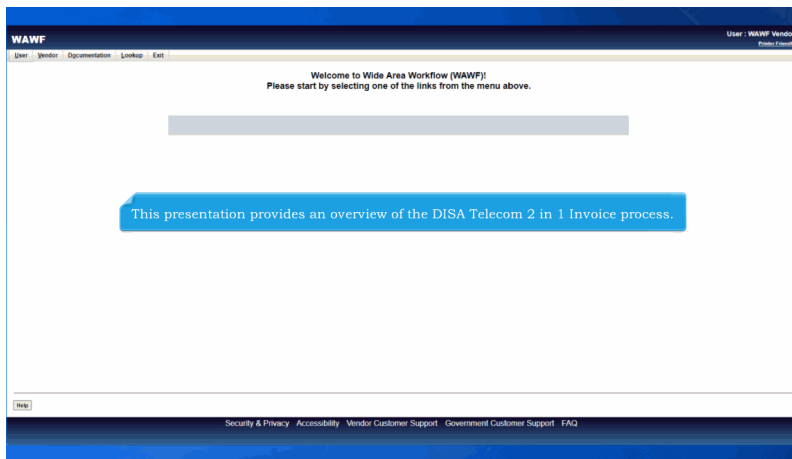 WAWF
User : WAWF Vendo
Printer Friendl
User Vendor Documentation Lookup Exit
Welcome to Wide Area Workflow (WAWF)!
Please start by selecting one of the links from the menu above.
This presentation provides an overview of the DISA Telecom 2 in 1 Invoice process.
Help
Security & Privacy Accessibility Vendor Customer Support Government Customer Support FAQ